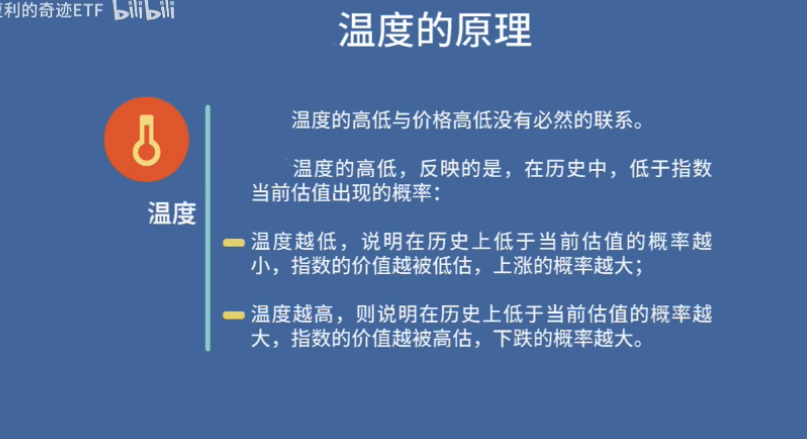 利的奇迹ETF bilibili
温度的原理
温度的高低与价格高低没有必然的联系。
温度的高低，反映的是，在历史中，低于指数
当前估值出现的概率：
温度
温度越低，说明在历史上低于当前估值的概率越
小，指数的价值越被低估，上涨的概率越大；
温度越高，则说明在历史上低于当前估值的概率越
大，指数的价值越被高估，下跌的概率越大。